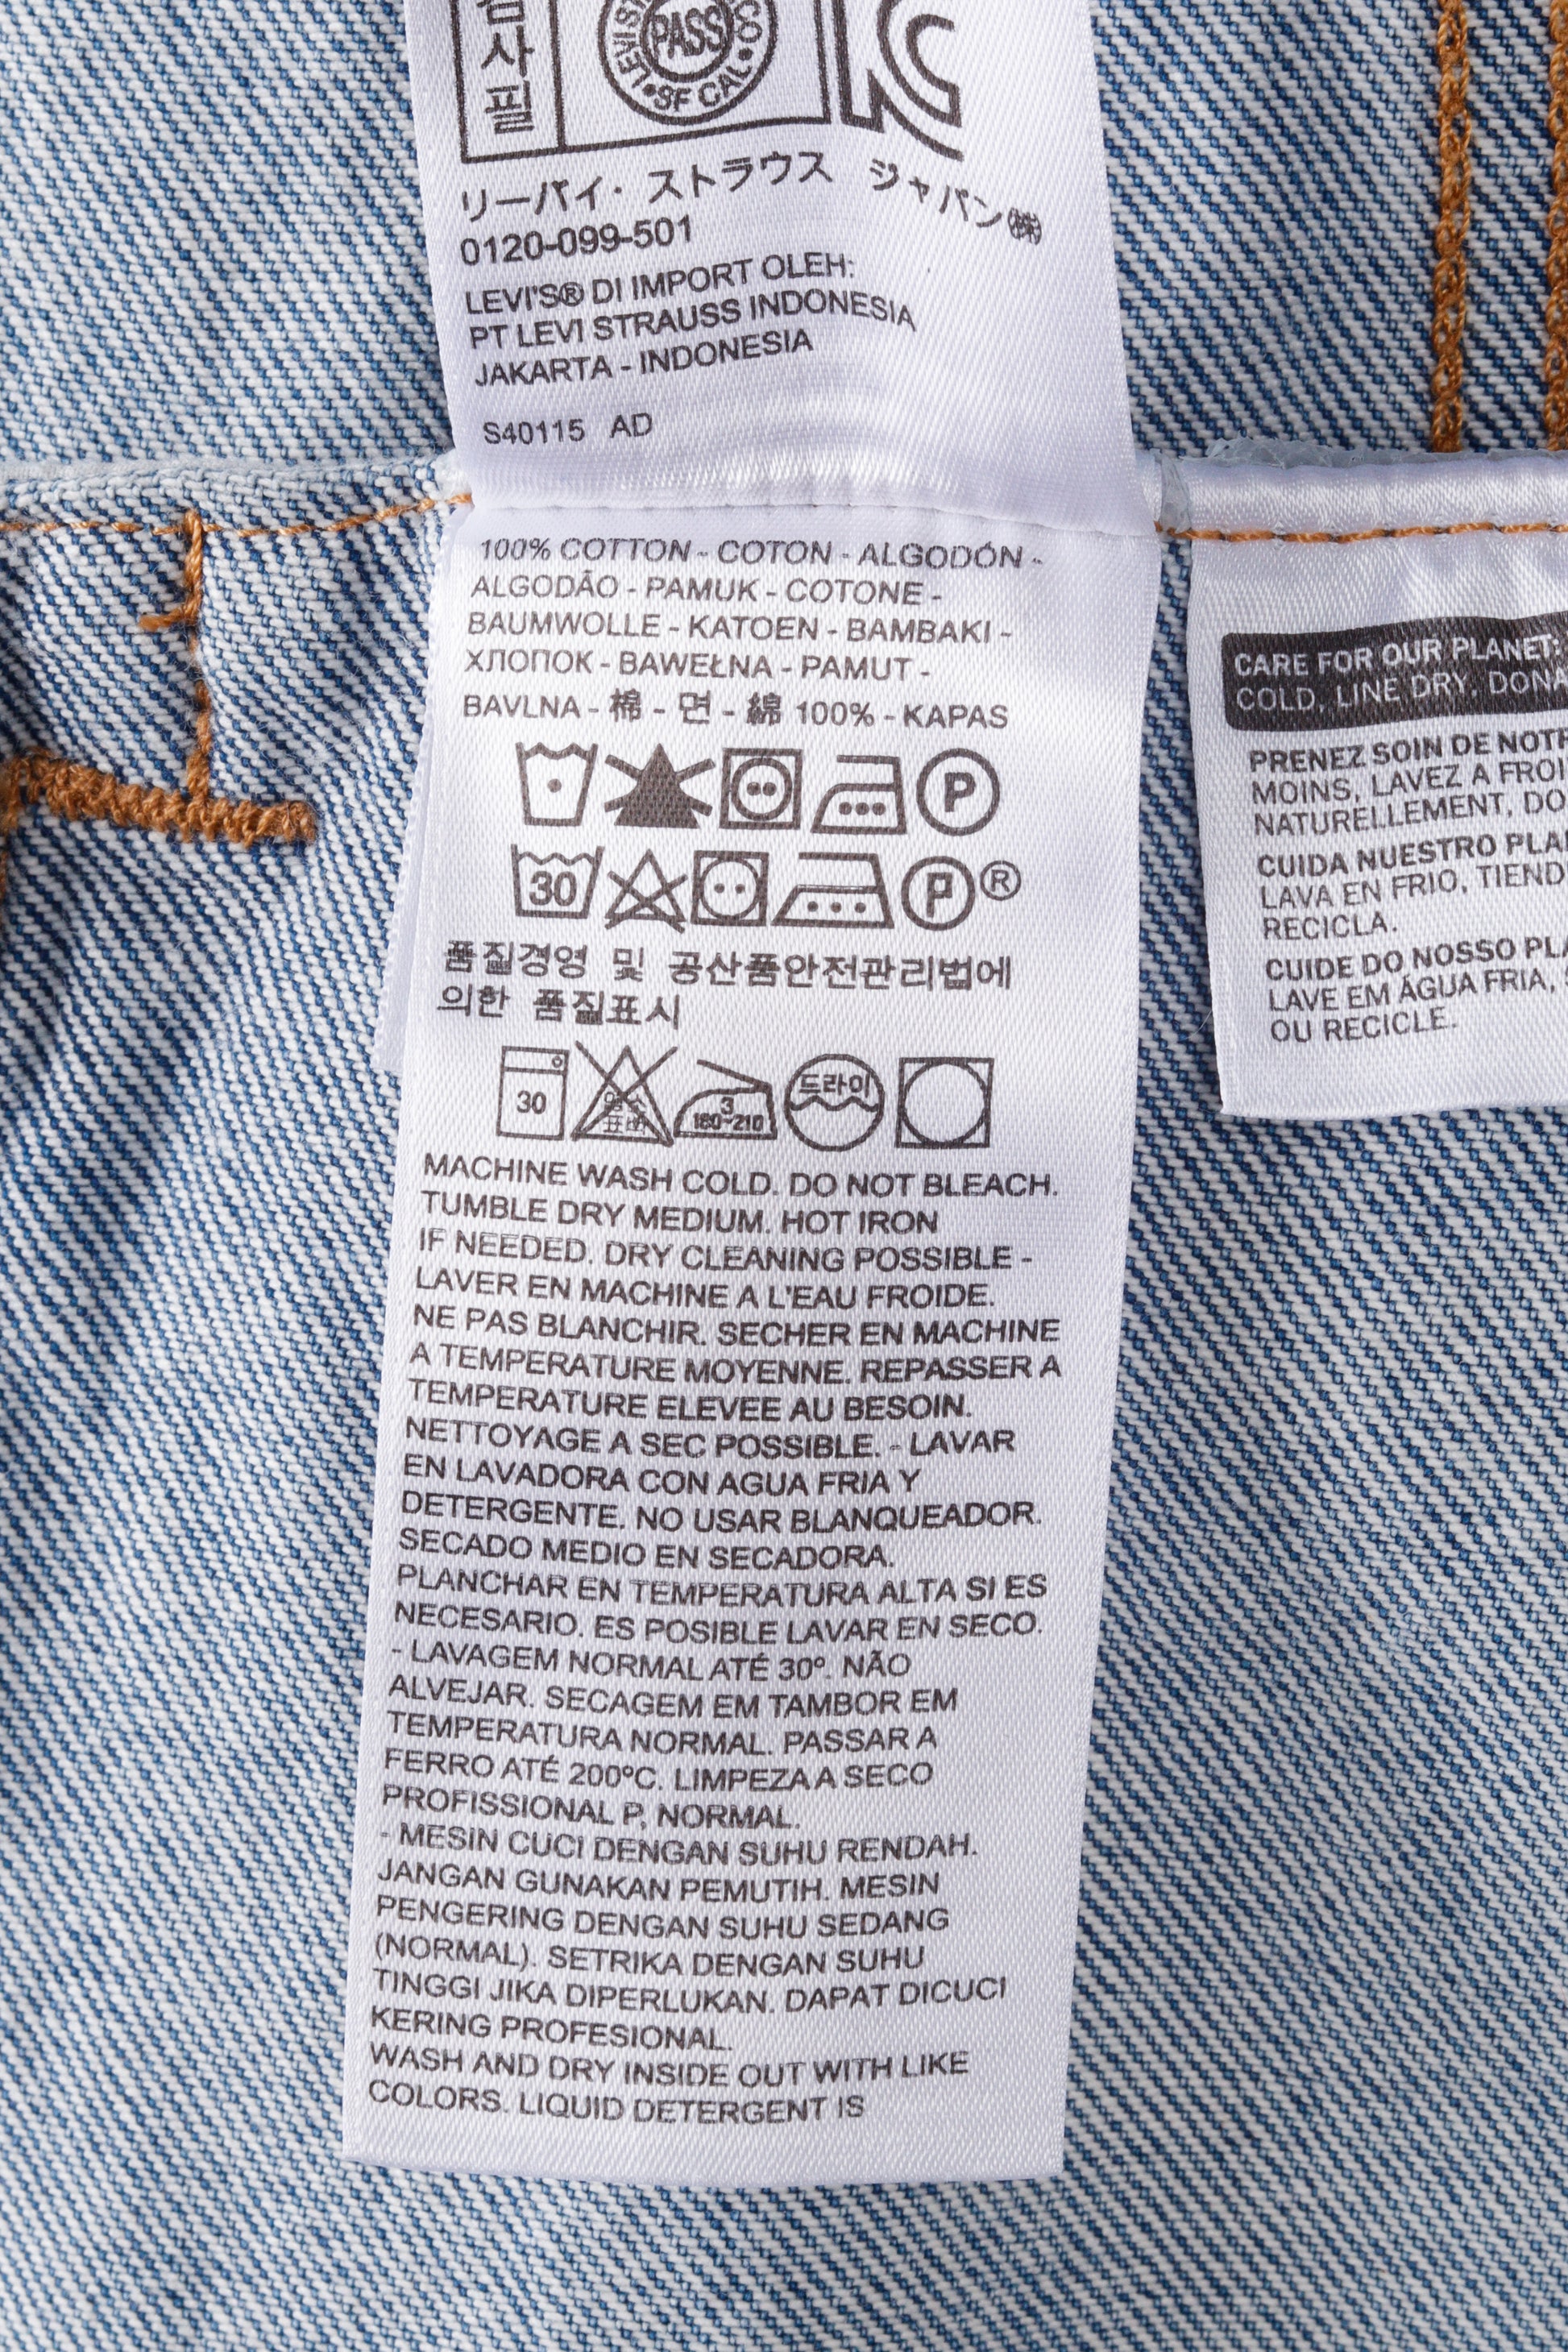 검사필
LEVI ST CO • SF CAL •
PASS
リーバイ・ストラウス ジャパン㈱
0120-099-501
LEVI'S® DI IMPORT OLEH:
PT LEVI STRAUSS INDONESIA
JAKARTA - INDONESIA
S40115 AD
100% COTTON - COTON - ALGODÓN -
ALGODÃO - PAMUK - COTONE -
BAUMWOLLE - KATOEN - BAMBAKI -
ХЛОПОК - BAWEŁNA - PAMUT -
BAVLNA - 棉 - 면 - 綿 100% - KAPAS
P
30 P ®
품질경영 및 공산품안전관리법에
의한 품질표시
30 염소표백 3 180~210 드라이
MACHINE WASH COLD. DO NOT BLEACH.
TUMBLE DRY MEDIUM. HOT IRON
IF NEEDED. DRY CLEANING POSSIBLE -
LAVER EN MACHINE A L'EAU FROIDE.
NE PAS BLANCHIR. SECHER EN MACHINE
A TEMPERATURE MOYENNE. REPASSER A
TEMPERATURE ELEVEE AU BESOIN.
NETTOYAGE A SEC POSSIBLE. - LAVAR
EN LAVADORA CON AGUA FRIA Y
DETERGENTE. NO USAR BLANQUEADOR.
SECADO MEDIO EN SECADORA.
PLANCHAR EN TEMPERATURA ALTA SI ES
NECESARIO. ES POSIBLE LAVAR EN SECO.
- LAVAGEM NORMAL ATÉ 30º. NÃO
ALVEJAR. SECAGEM EM TAMBOR EM
TEMPERATURA NORMAL. PASSAR A
FERRO ATÉ 200ºC. LIMPEZA A SECO
PROFISSIONAL P, NORMAL.
- MESIN CUCI DENGAN SUHU RENDAH.
JANGAN GUNAKAN PEMUTIH. MESIN
PENGERING DENGAN SUHU SEDANG
(NORMAL). SETRIKA DENGAN SUHU
TINGGI JIKA DIPERLUKAN. DAPAT DICUCI
KERING PROFESIONAL.
WASH AND DRY INSIDE OUT WITH LIKE
COLORS. LIQUID DETERGENT IS
CARE FOR OUR PLANET:
COLD, LINE DRY, DONA
PRENEZ SOIN DE NOTR
MOINS, LAVEZ A FROI
NATURELLEMENT, DO
CUIDA NUESTRO PLA
LAVA EN FRIO, TIEND
RECICLA.
CUIDE DO NOSSO PLA
LAVE EM ÁGUA FRIA,
OU RECICLE.